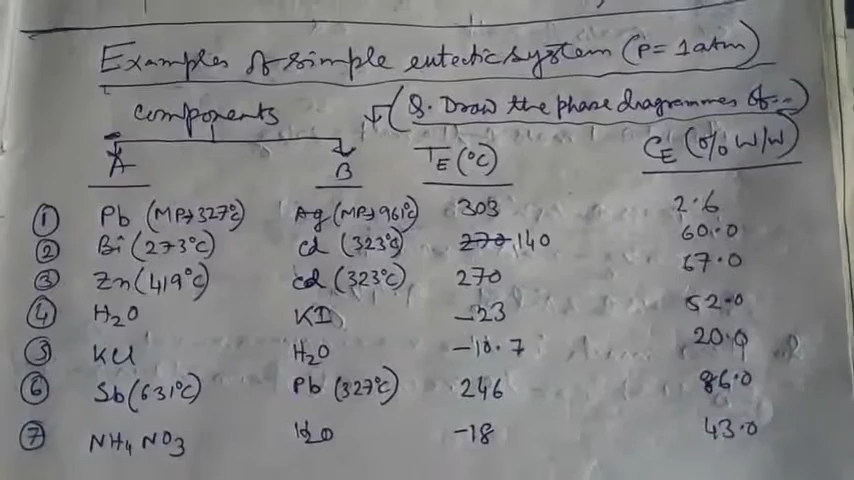 Examples of simple eutectic system (P = 1 atm)
components (Q. Draw the phase diagrammes of...)
A B TE (°C) CE (% W/W)
① Pb (MP→327°C) Ag (MP→961°C) 303 2.6
② Bi (273°C) Cd (323°C) 270 140 60.0
③ Zn (419°C) Cd (323°C) 270 67.0
④ H2O KI -23 52.0
⑤ KCl H2O -10.7 20.0
⑥ Sb (631°C) Pb (327°C) 246 86.0
⑦ NH4NO3 H2O -18 43.0